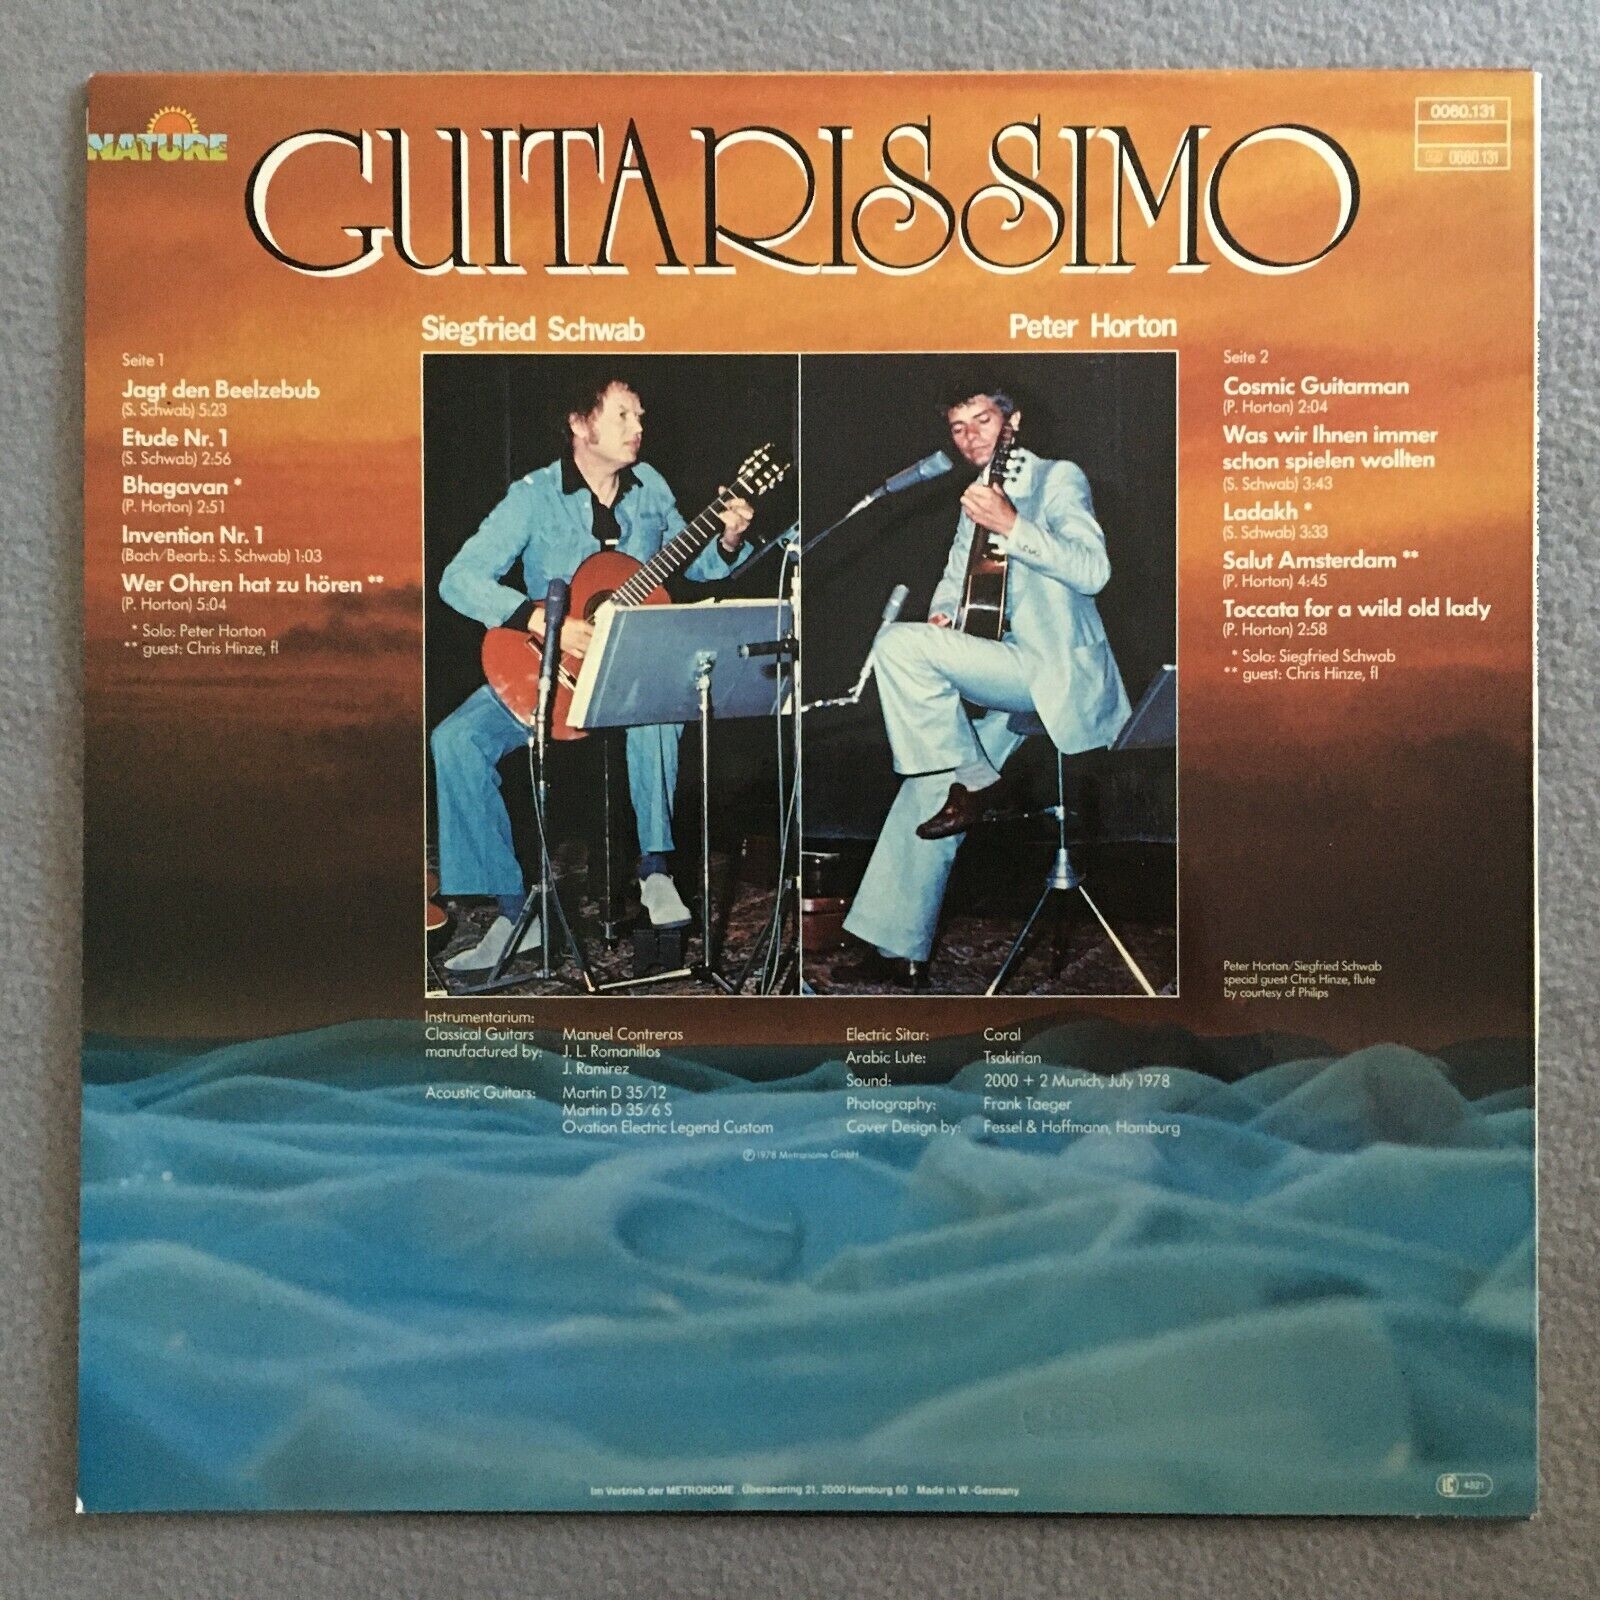 NATURE
GUITARISSIMO
0060.131
0060.131
Siegfried Schwab
Peter Horton
Seite 1
Jagt den Beelzebub
(S. Schwab) 5:23
Etude Nr. 1
(S. Schwab) 2:56
Bhagavan *
(P. Horton) 2:51
Invention Nr. 1
(Bach/Bearb.: S. Schwab) 1:03
Wer Ohren hat zu hören **
(P. Horton) 5:04
* Solo: Peter Horton
** guest: Chris Hinze, fl
Seite 2
Cosmic Guitarman
(P. Horton) 2:04
Was wir Ihnen immer
schon spielen wollten
(S. Schwab) 3:43
Ladakh *
(S. Schwab) 3:33
Salut Amsterdam **
(P. Horton) 4:45
Toccata for a wild old lady
(P. Horton) 2:58
* Solo: Siegfried Schwab
** guest: Chris Hinze, fl
Peter Horton/Siegfried Schwab
special guest Chris Hinze, flute
by courtesy of Philips
Instrumentarium:
Classical Guitars Manuel Contreras
manufactured by: J. L. Romanillos
J. Ramirez
Acoustic Guitars: Martin D 35/12
Martin D 35/6 S
Ovation Electric Legend Custom
Electric Sitar: Coral
Arabic Lute: Tsakirian
Sound: 2000 + 2 Munich, July 1978
Photography: Frank Taeger
Cover Design by: Fessel & Hoffmann, Hamburg
℗ 1978 Metronome GmbH
Im Vertrieb der METRONOME, Überseering 21, 2000 Hamburg 60 Made in W.-Germany
LC 4321